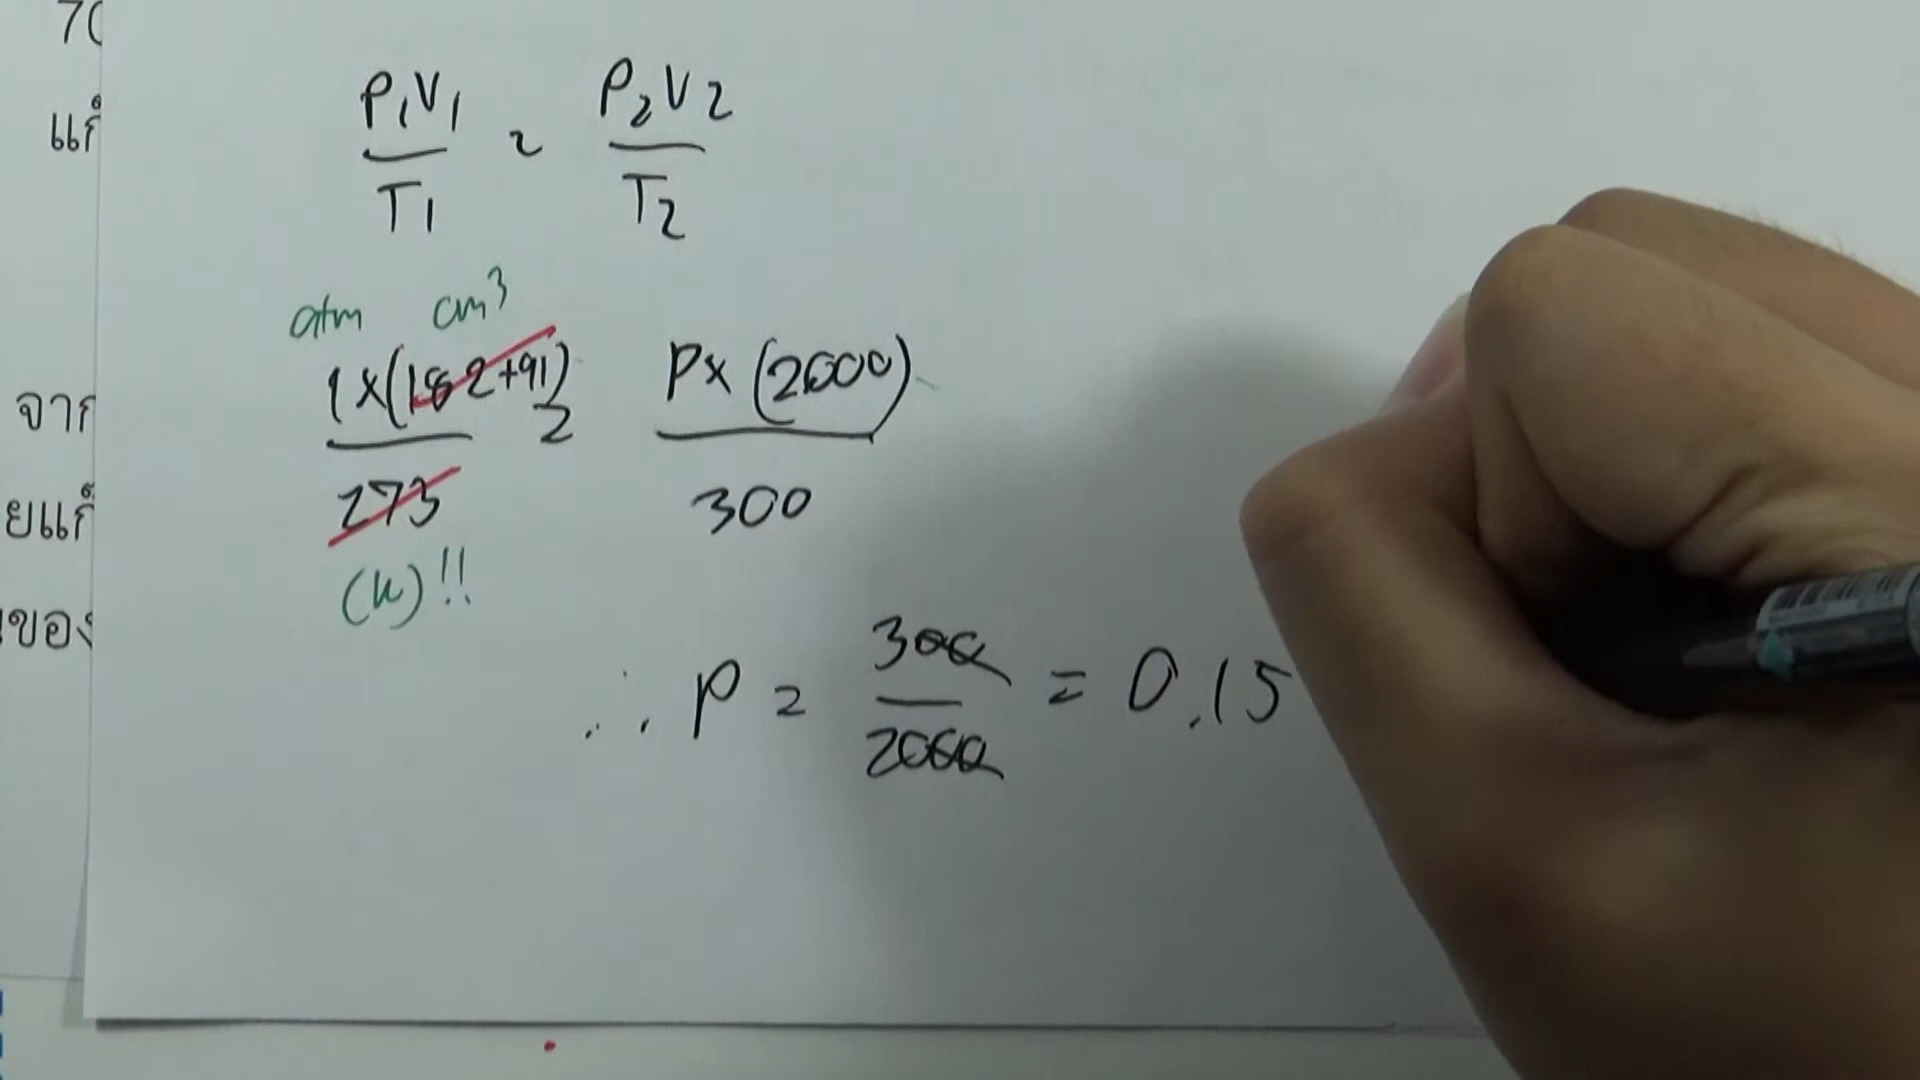 70
แก๊
จาก
ยแก๊
ของ
P₁V₁ = P₂V₂
T₁ T₂
atm cm³
1x(182+91) = Px(2000)
273 300
(k)!!
∴ P = 300 = 0.15
2000